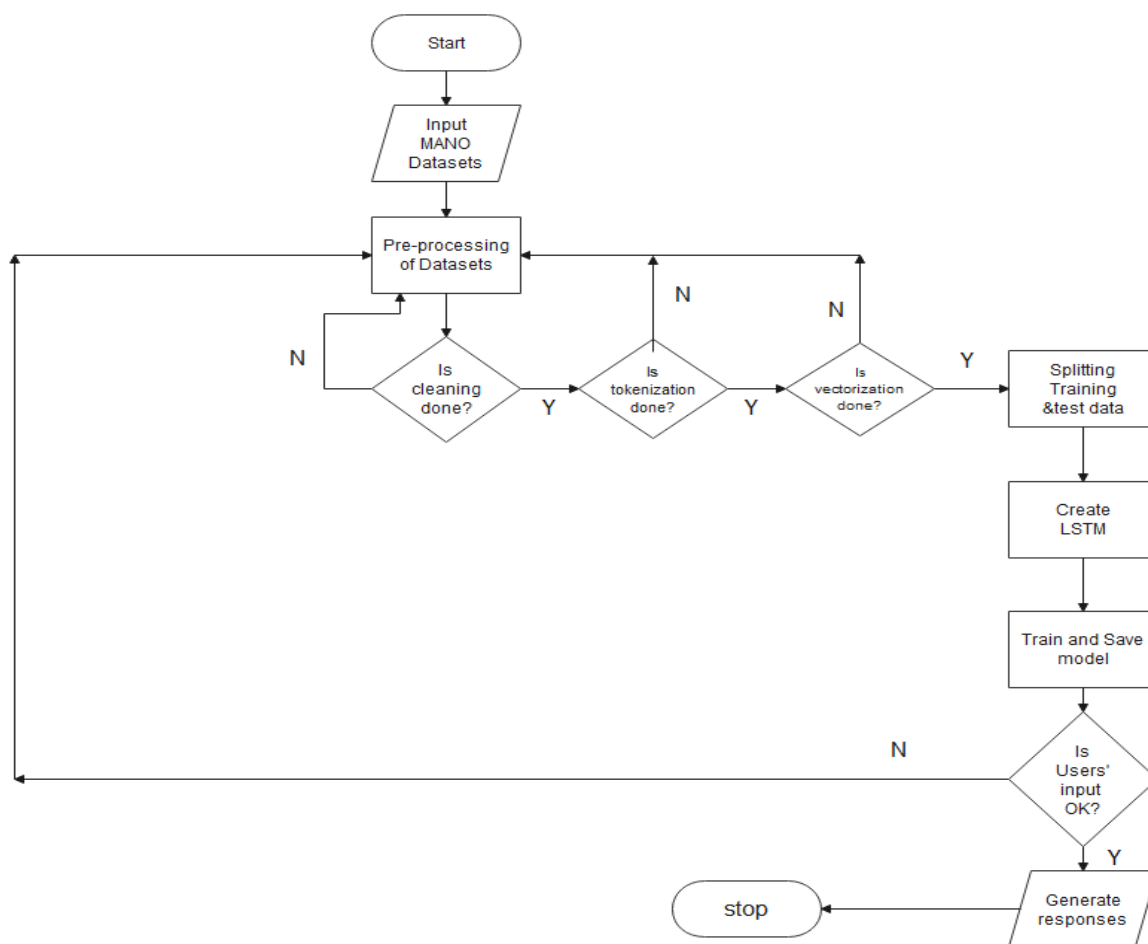 Start
Input
MANO
Datasets
Pre-processing
of Datasets
N
N
N
Is
cleaning
done?
Y
Is
tokenization
done?
Y
Is
vectorization
done?
Y
Splitting
Training
&test data
Create
LSTM
Train and Save
model
N
Is
Users'
input
OK?
Y
Generate
responses
stop